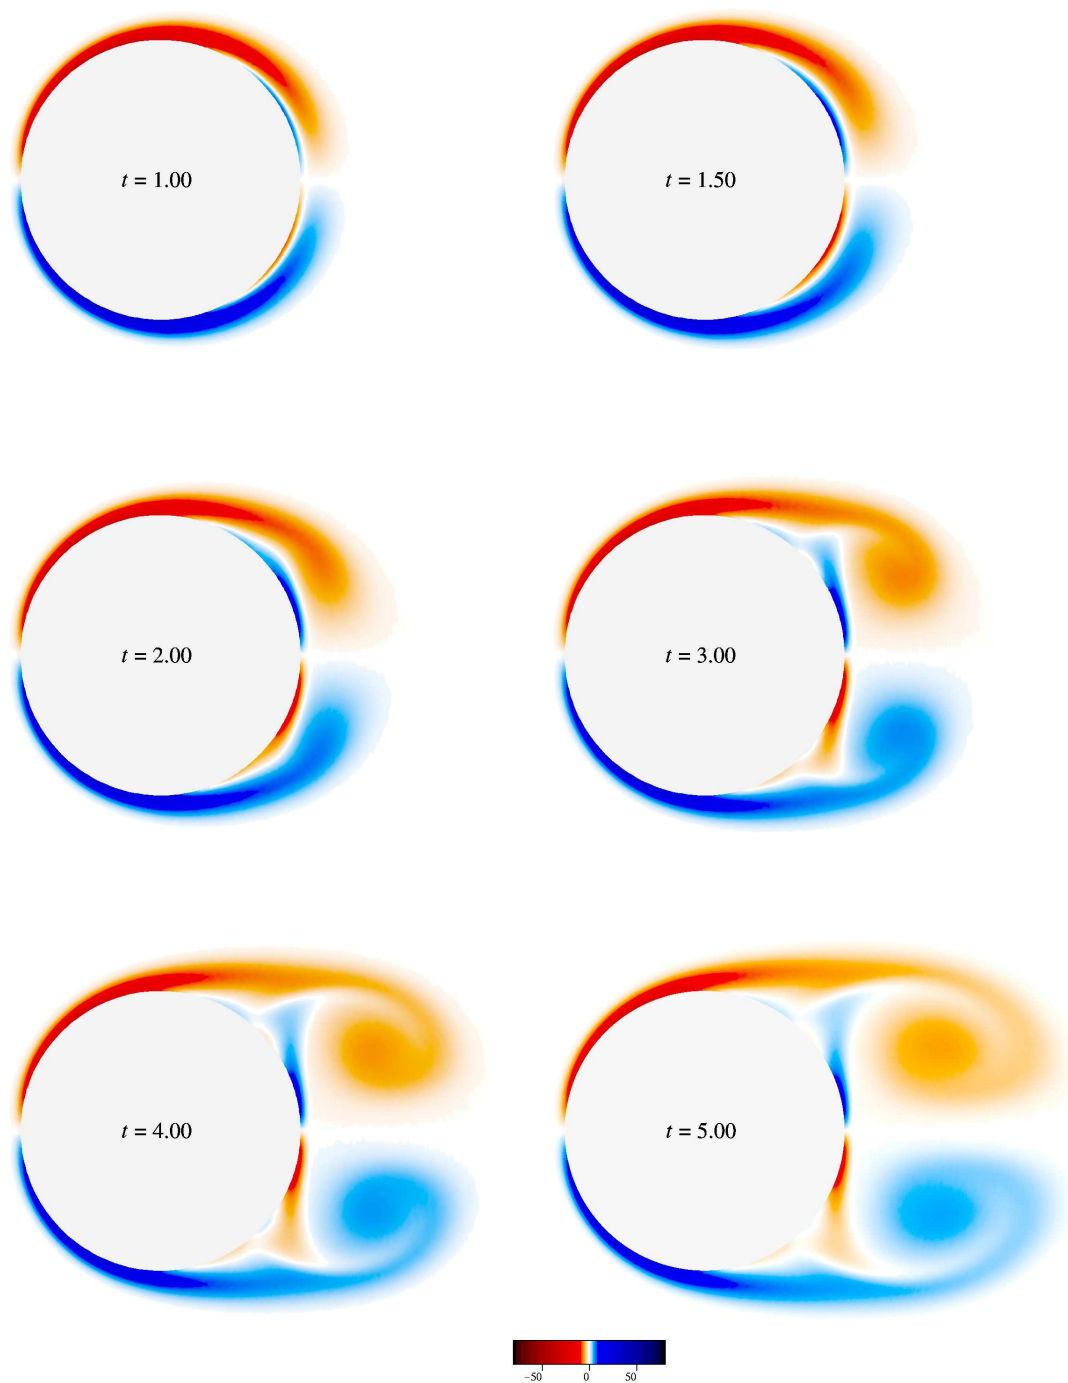 t = 1.00
t = 1.50
t = 2.00
t = 3.00
t = 4.00
t = 5.00
−50 0 50